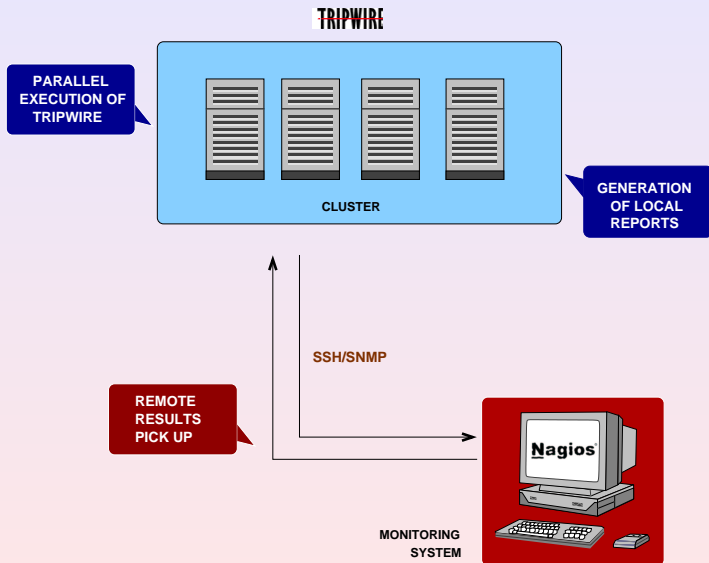 TRIPWIRE
PARALLEL
EXECUTION OF
TRIPWIRE
CLUSTER
GENERATION
OF LOCAL
REPORTS
SSH/SNMP
REMOTE
RESULTS
PICK UP
Nagios
MONITORING
SYSTEM